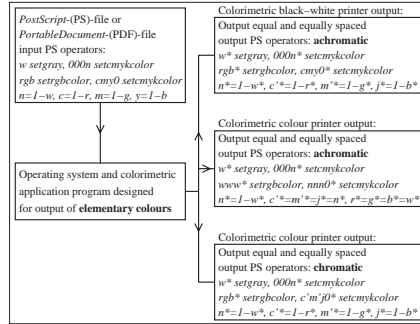 PostScript-(PS)-file or
PortableDocument-(PDF)-file
input PS operators:
w setgray, 000n setcmykcolor
rgb setrgbcolor, cmy0 setcmykcolor
n=1–w, c=1–r, m=1–g, y=1–b
Operating system and colorimetric
application program designed
for output of elementary colours
Colorimetric black–white printer output:
Output equal and equally spaced
output PS operators: achromatic
w* setgray, 000n* setcmykcolor
rgb* setrgbcolor, cmy0* setcmykcolor
n*=1–w*, c'*=1–r*, m'*=1–g*, j*=1–b*
Colorimetric colour printer output:
Output equal and equally spaced
output PS operators: achromatic
w* setgray, 000n* setcmykcolor
www* setrgbcolor, nnn0* setcmykcolor
n*=1–w*, c'*=m'*=j*=n*, r*=g*=b*=w*
Colorimetric colour printer output:
Output equal and equally spaced
output PS operators: chromatic
w* setgray, 000n* setcmykcolor
rgb* setrgbcolor, c'm'j0* setcmykcolor
n*=1–w*, c'*=1–r*, m'*=1–g*, j*=1–b*